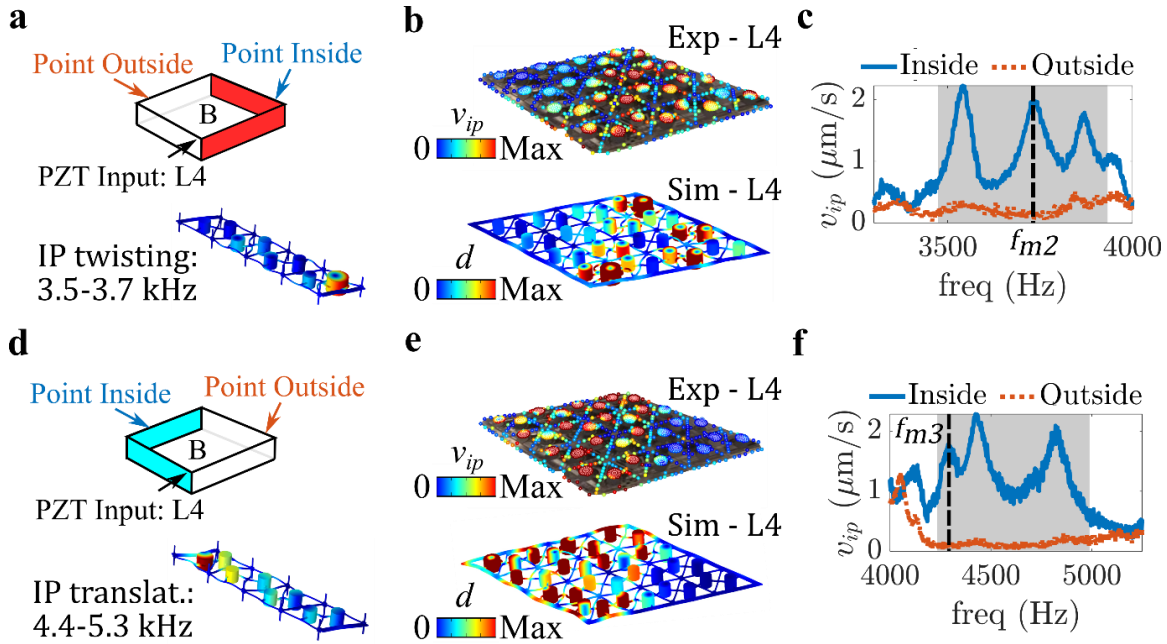 a
Point Outside
Point Inside
B
PZT Input: L4
IP twisting:
3.5-3.7 kHz
b
Exp - L4
v_ip
0 Max
Sim - L4
d
0 Max
c
Inside Outside
v_ip (μm/s)
2
1
0
3500 f_m2 4000
freq (Hz)
d
Point Inside
Point Outside
B
PZT Input: L4
IP translat.:
4.4-5.3 kHz
e
Exp - L4
v_ip
0 Max
Sim - L4
d
0 Max
f
Inside Outside
f_m3
v_ip (μm/s)
2
1
0
4000 4500 5000
freq (Hz)